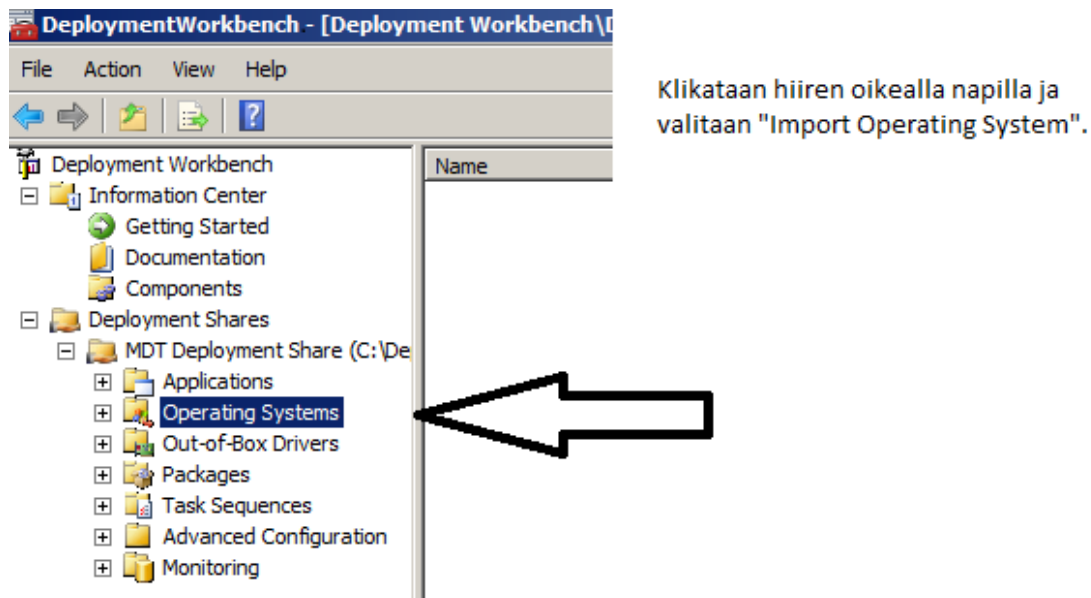 DeploymentWorkbench - [Deployment Workbench\D
File Action View Help
Klikataan hiiren oikealla napilla ja
valitaan "Import Operating System".
Deployment Workbench
Name
Information Center
Getting Started
Documentation
Components
Deployment Shares
MDT Deployment Share (C:\De
Applications
Operating Systems
Out-of-Box Drivers
Packages
Task Sequences
Advanced Configuration
Monitoring